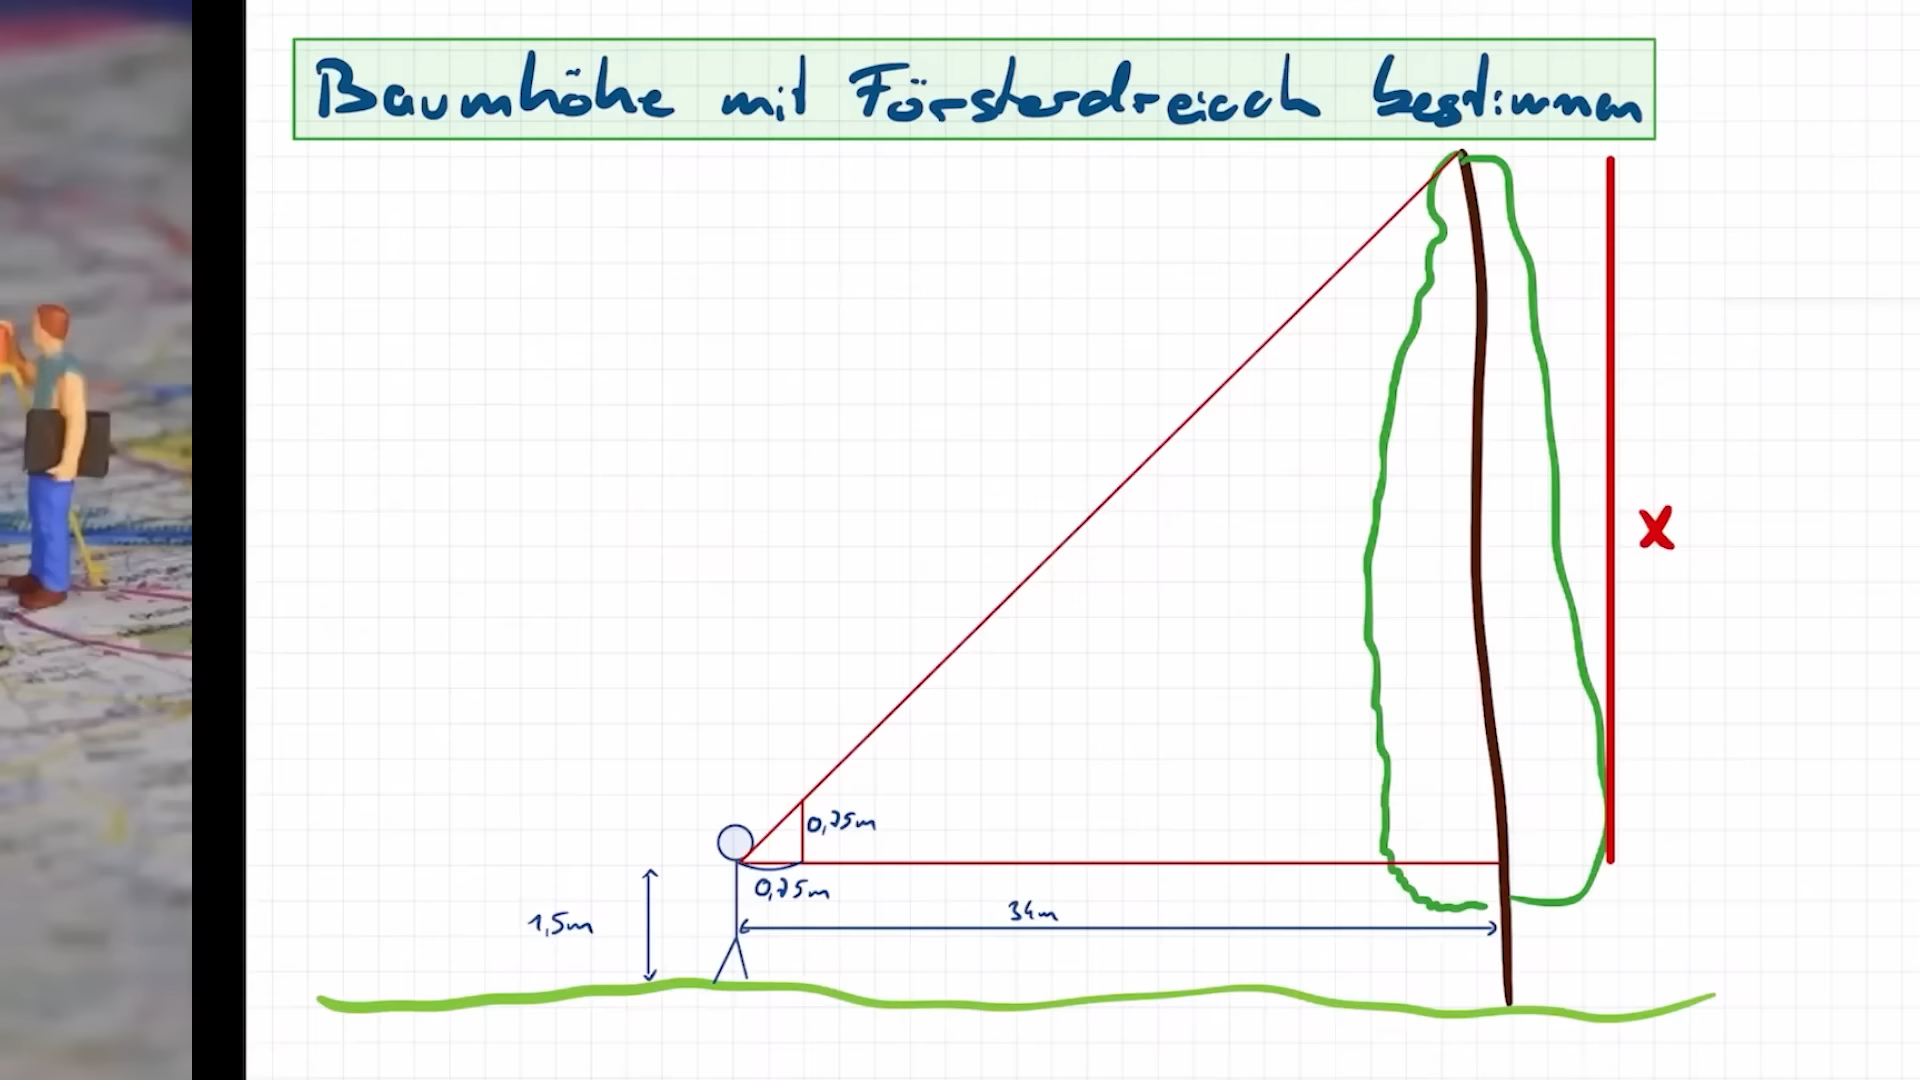 Baumhöhe mit Försterdreieck bestimmen
x
0,75m
0,75m
34m
1,5m